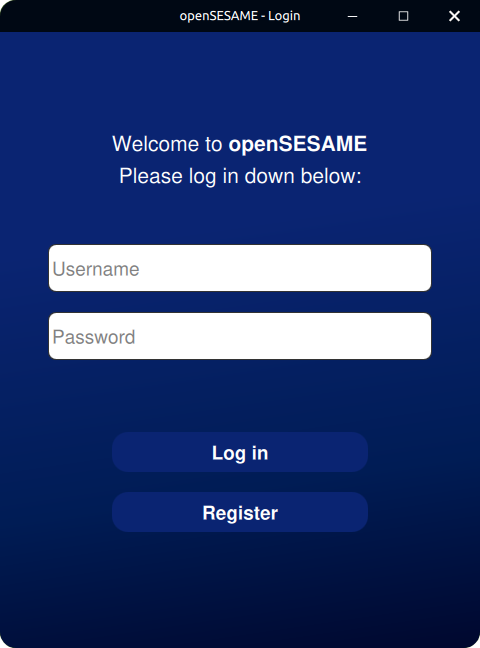 openSESAME - Login
Welcome to openSESAME
Please log in down below:
Username
Password
Log in
Register